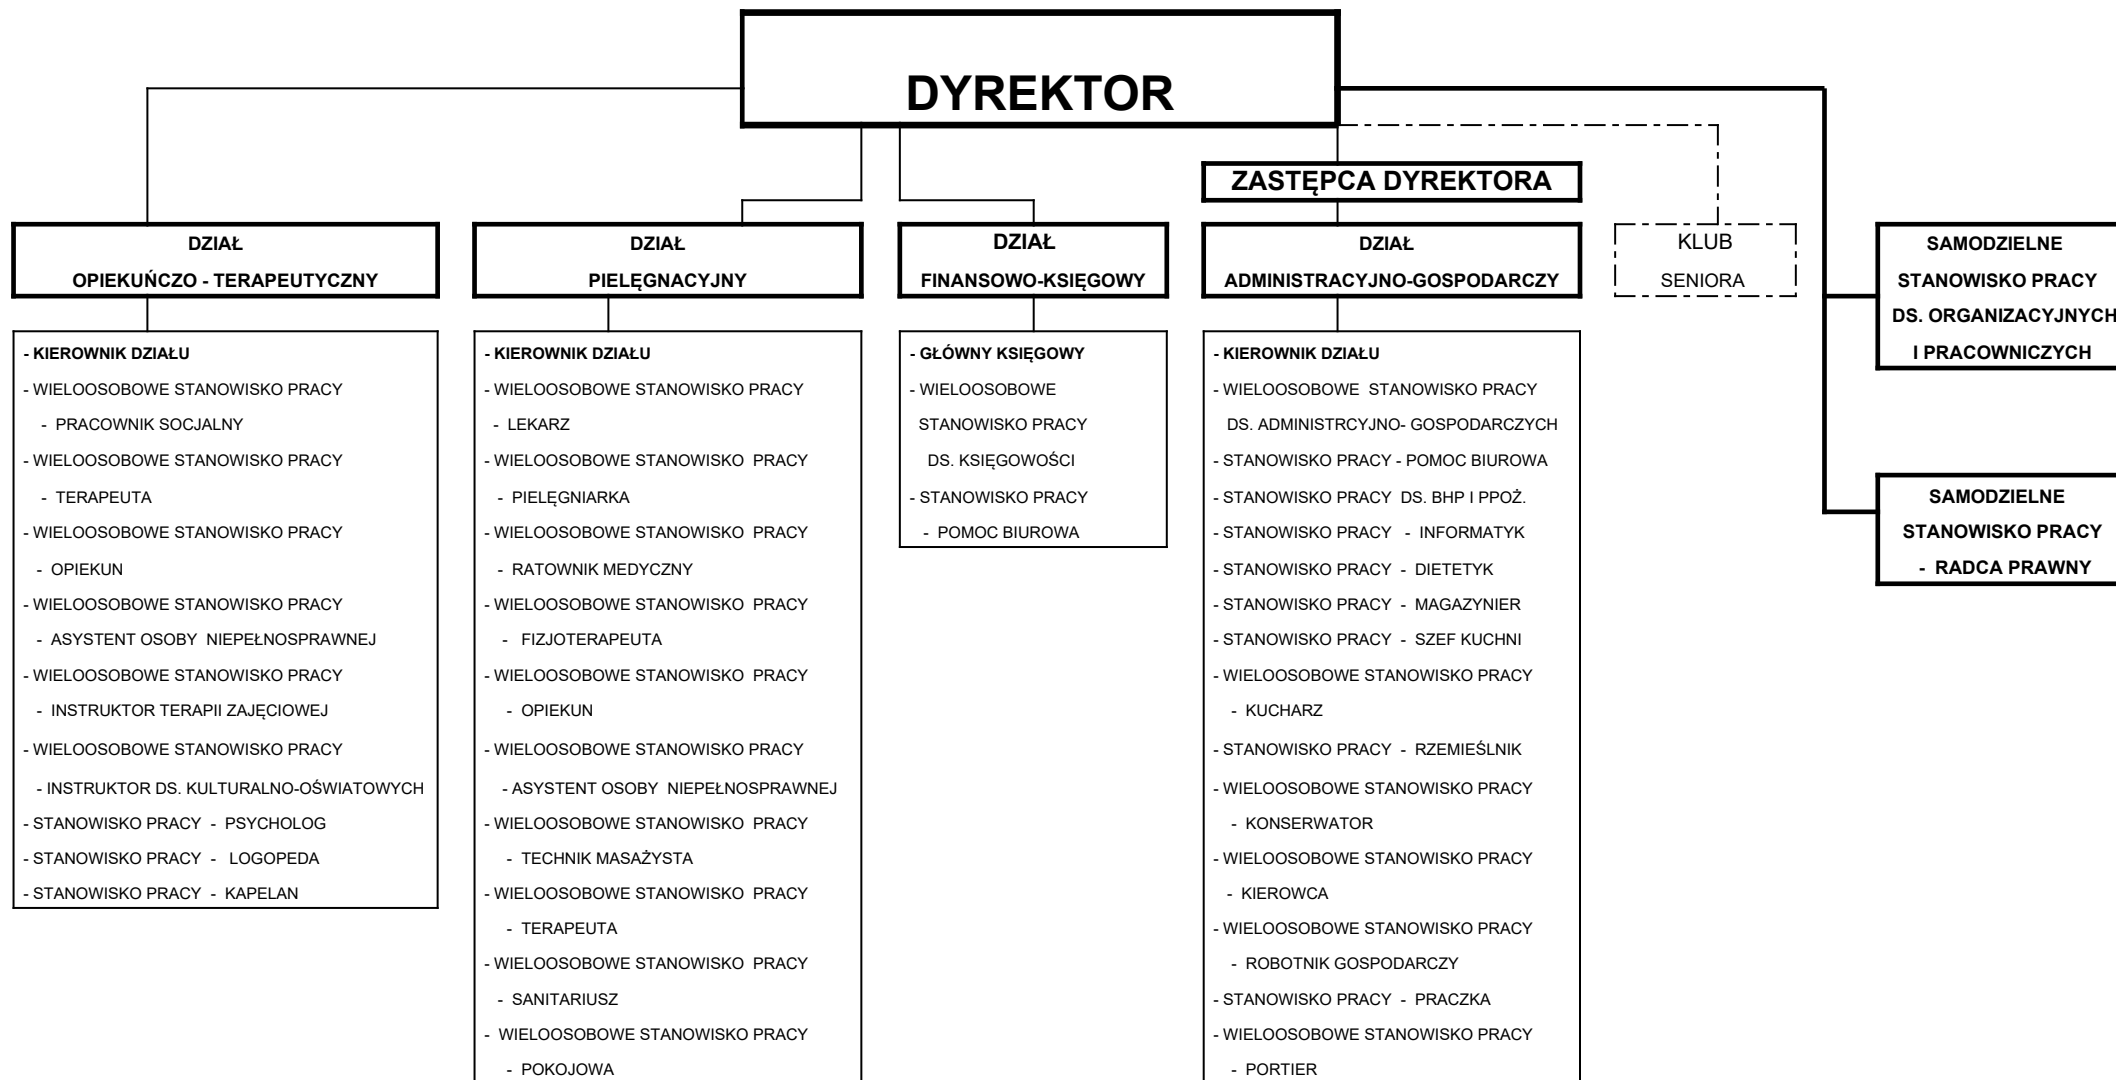 DYREKTOR
ZASTĘPCA DYREKTORA
DZIAŁ
OPIEKUŃCZO - TERAPEUTYCZNY
DZIAŁ
PIELĘGNACYJNY
DZIAŁ
FINANSOWO-KSIĘGOWY
DZIAŁ
ADMINISTRACYJNO-GOSPODARCZY
KLUB
SENIORA
SAMODZIELNE
STANOWISKO PRACY
DS. ORGANIZACYJNYCH
I PRACOWNICZYCH
SAMODZIELNE
STANOWISKO PRACY
- RADCA PRAWNY
- KIEROWNIK DZIAŁU
- WIELOOSOBOWE STANOWISKO PRACY
- PRACOWNIK SOCJALNY
- WIELOOSOBOWE STANOWISKO PRACY
- TERAPEUTA
- WIELOOSOBOWE STANOWISKO PRACY
- OPIEKUN
- WIELOOSOBOWE STANOWISKO PRACY
- ASYSTENT OSOBY NIEPEŁNOSPRAWNEJ
- WIELOOSOBOWE STANOWISKO PRACY
- INSTRUKTOR TERAPII ZAJĘCIOWEJ
- WIELOOSOBOWE STANOWISKO PRACY
- INSTRUKTOR DS. KULTURALNO-OŚWIATOWYCH
- STANOWISKO PRACY - PSYCHOLOG
- STANOWISKO PRACY - LOGOPEDA
- STANOWISKO PRACY - KAPELAN
- KIEROWNIK DZIAŁU
- WIELOOSOBOWE STANOWISKO PRACY
- LEKARZ
- WIELOOSOBOWE STANOWISKO PRACY
- PIELĘGNIARKA
- WIELOOSOBOWE STANOWISKO PRACY
- RATOWNIK MEDYCZNY
- WIELOOSOBOWE STANOWISKO PRACY
- FIZJOTERAPEUTA
- WIELOOSOBOWE STANOWISKO PRACY
- OPIEKUN
- WIELOOSOBOWE STANOWISKO PRACY
- ASYSTENT OSOBY NIEPEŁNOSPRAWNEJ
- WIELOOSOBOWE STANOWISKO PRACY
- TECHNIK MASAŻYSTA
- WIELOOSOBOWE STANOWISKO PRACY
- TERAPEUTA
- WIELOOSOBOWE STANOWISKO PRACY
- SANITARIUSZ
- WIELOOSOBOWE STANOWISKO PRACY
- POKOJOWA
- GŁÓWNY KSIĘGOWY
- WIELOOSOBOWE
STANOWISKO PRACY
DS. KSIĘGOWOŚCI
- STANOWISKO PRACY
- POMOC BIUROWA
- KIEROWNIK DZIAŁU
- WIELOOSOBOWE STANOWISKO PRACY
DS. ADMINISTRCYJNO- GOSPODARCZYCH
- STANOWISKO PRACY - POMOC BIUROWA
- STANOWISKO PRACY DS. BHP I PPOŻ.
- STANOWISKO PRACY - INFORMATYK
- STANOWISKO PRACY - DIETETYK
- STANOWISKO PRACY - MAGAZYNIER
- STANOWISKO PRACY - SZEF KUCHNI
- WIELOOSOBOWE STANOWISKO PRACY
- KUCHARZ
- STANOWISKO PRACY - RZEMIEŚLNIK
- WIELOOSOBOWE STANOWISKO PRACY
- KONSERWATOR
- WIELOOSOBOWE STANOWISKO PRACY
- KIEROWCA
- WIELOOSOBOWE STANOWISKO PRACY
- ROBOTNIK GOSPODARCZY
- STANOWISKO PRACY - PRACZKA
- WIELOOSOBOWE STANOWISKO PRACY
- PORTIER